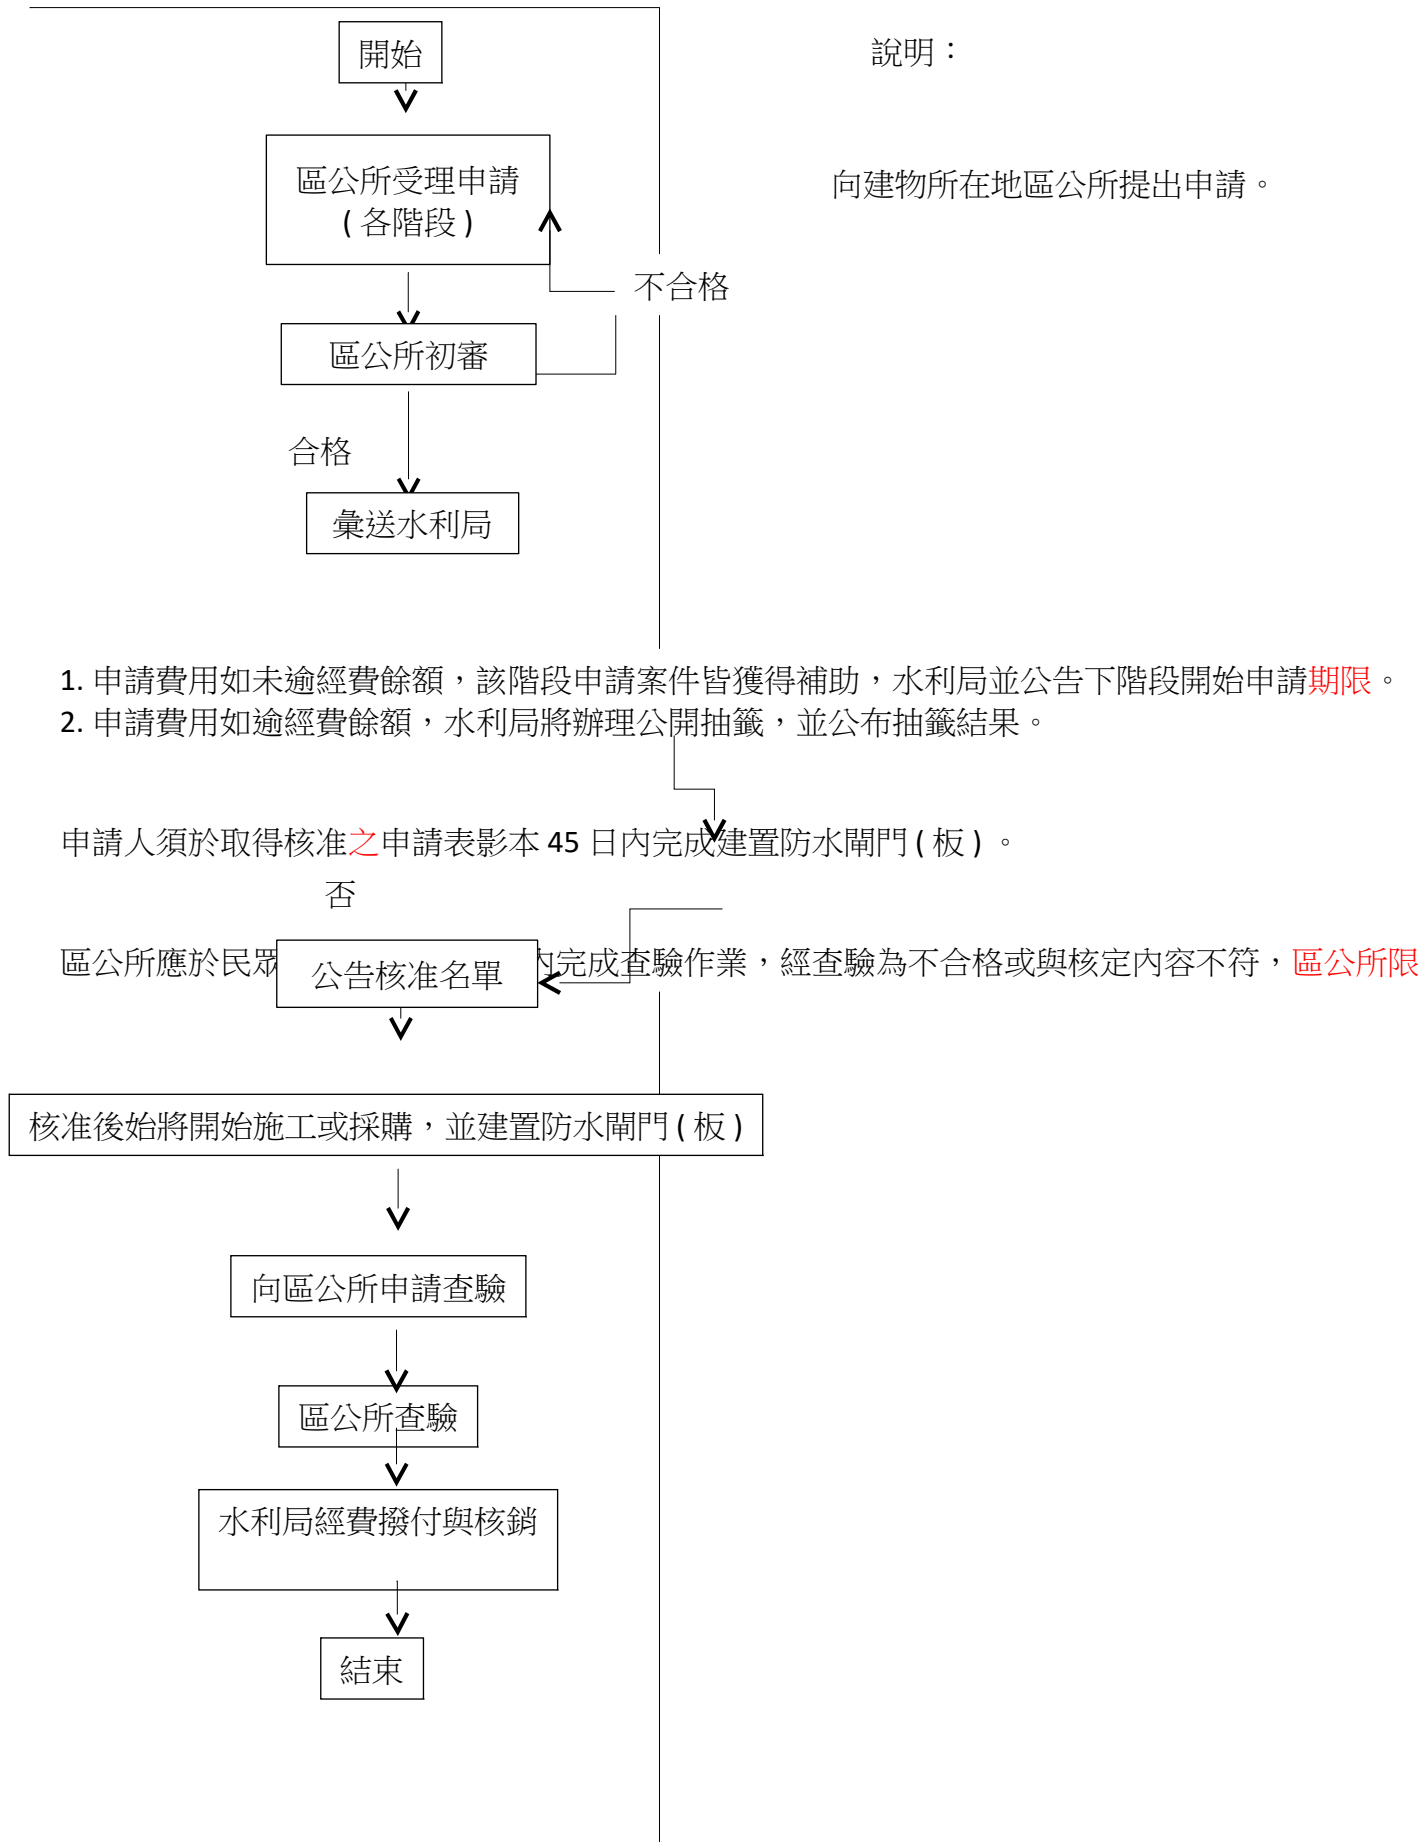 開始
說明：
區公所受理申請
( 各階段 )
向建物所在地區公所提出申請。
不合格
區公所初審
合格
彙送水利局
1. 申請費用如未逾經費餘額，該階段申請案件皆獲得補助，水利局並公告下階段開始申請期限。
2. 申請費用如逾經費餘額，水利局將辦理公開抽籤，並公布抽籤結果。
申請人須於取得核准之申請表影本 45 日內完成建置防水閘門 ( 板 ) 。
否
區公所應於民眾 內完成查驗作業，經查驗為不合格或與核定內容不符，區公所限
公告核准名單
核准後始將開始施工或採購，並建置防水閘門 ( 板 )
向區公所申請查驗
區公所查驗
水利局經費撥付與核銷
結束